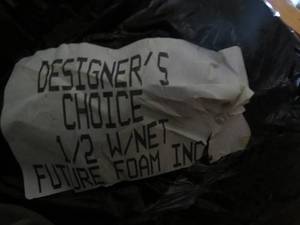 DESIGNER'S
CHOICE
1/2 W/NET
FUTURE FOAM INC.